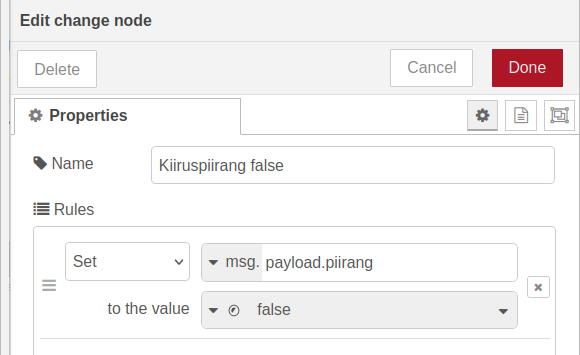 Edit change node
Delete
Cancel
Done
Properties
Name
Kiiruspiirang false
Rules
Set
msg. payload.piirang
to the value
false